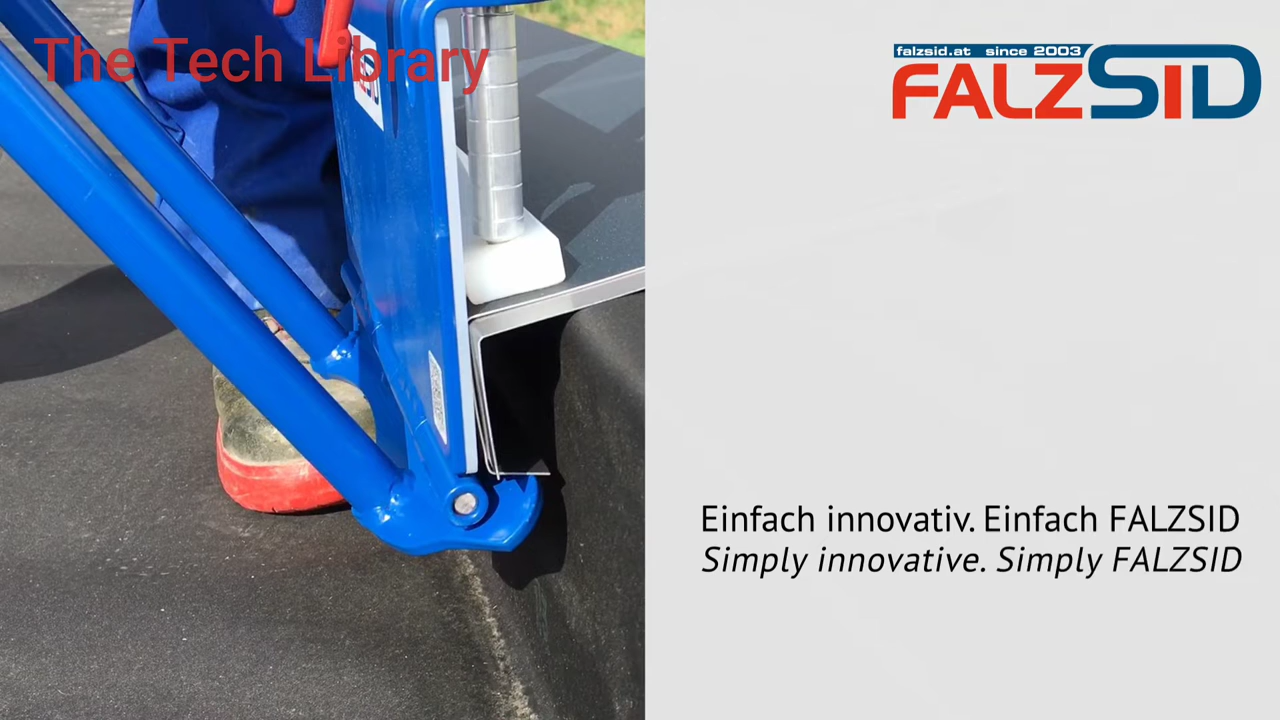 The Tech Library
falzsid.at since 2003
FALZSID
Einfach innovativ. Einfach FALZSID
Simply innovative. Simply FALZSID